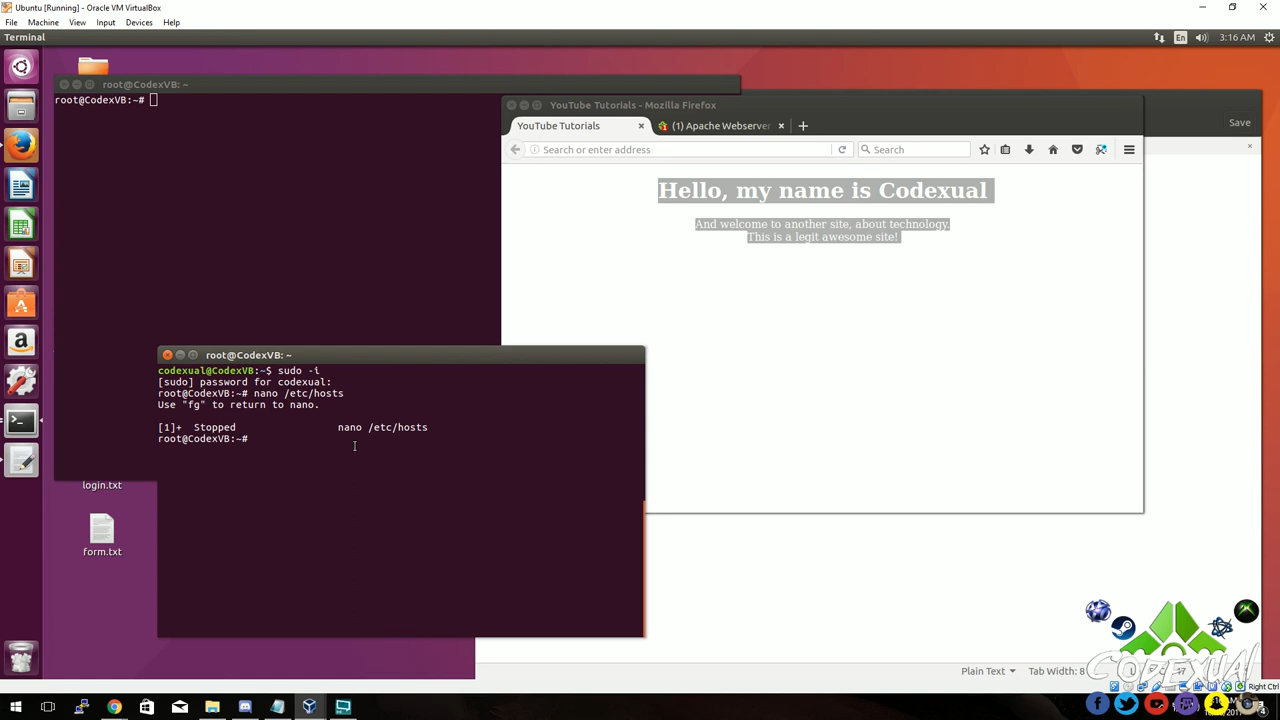 Ubuntu [Running] - Oracle VM VirtualBox
File Machine View Input Devices Help
Terminal
En
3:16 AM
root@CodexVB: ~
root@CodexVB:~#
YouTube Tutorials - Mozilla Firefox
Save
YouTube Tutorials
(1) Apache Webserver
Search or enter address
Search
Hello, my name is Codexual
And welcome to another site, about technology.
This is a legit awesome site!
root@CodexVB: ~
codexual@CodexVB:~$ sudo -i
[sudo] password for codexual:
root@CodexVB:~# nano /etc/hosts
Use "fg" to return to nano.
[1]+ Stopped nano /etc/hosts
root@CodexVB:~#
login.txt
form.txt
Plain Text
Tab Width: 8
CODEXUAL
Right Ctrl